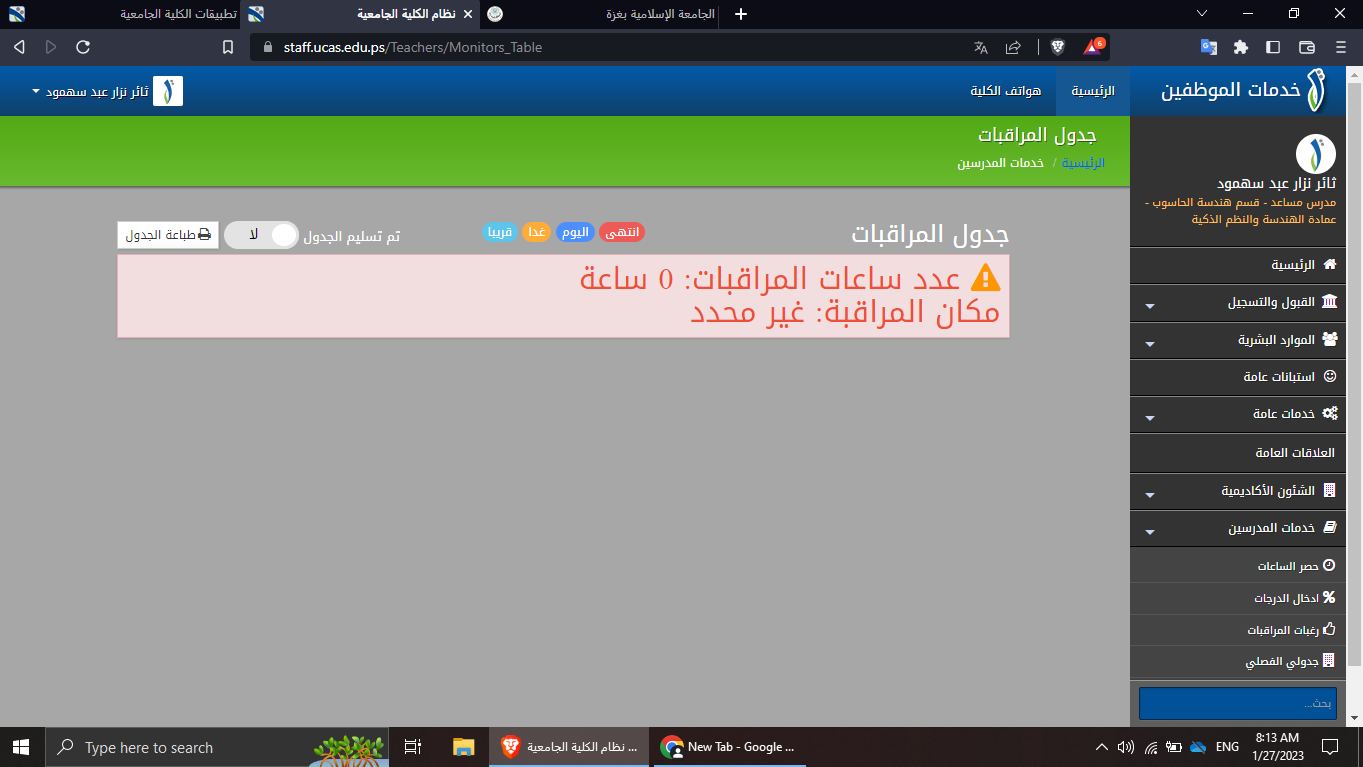 تطبيقات الكلية الجامعية
نظام الكلية الجامعية
الجامعة الإسلامية بغزة
staff.ucas.edu.ps/Teachers/Monitors_Table
6
خدمات الموظفين
الرئيسية
هواتف الكلية
ثائر نزار عبد سهمود
جدول المراقبات
الرئيسية / خدمات المدرسين
ثائر نزار عبد سهمود
مدرس مساعد - قسم هندسة الحاسوب -
عمادة الهندسة والنظم الذكية
جدول المراقبات
انتهى
اليوم
غدا
قريبا
تم تسليم الجدول
لا
طباعة الجدول
عدد ساعات المراقبات: 0 ساعة
مكان المراقبة: غير محدد
الرئيسية
القبول والتسجيل
الموارد البشرية
استبانات عامة
خدمات عامة
العلاقات العامة
الشئون الأكاديمية
خدمات المدرسين
حصر الساعات
ادخال الدرجات
رغبات المراقبات
جدولي الفصلي
بحث...
Type here to search
نظام الكلية الجامعية ...
New Tab - Google ...
ENG
8:13 AM
1/27/2023